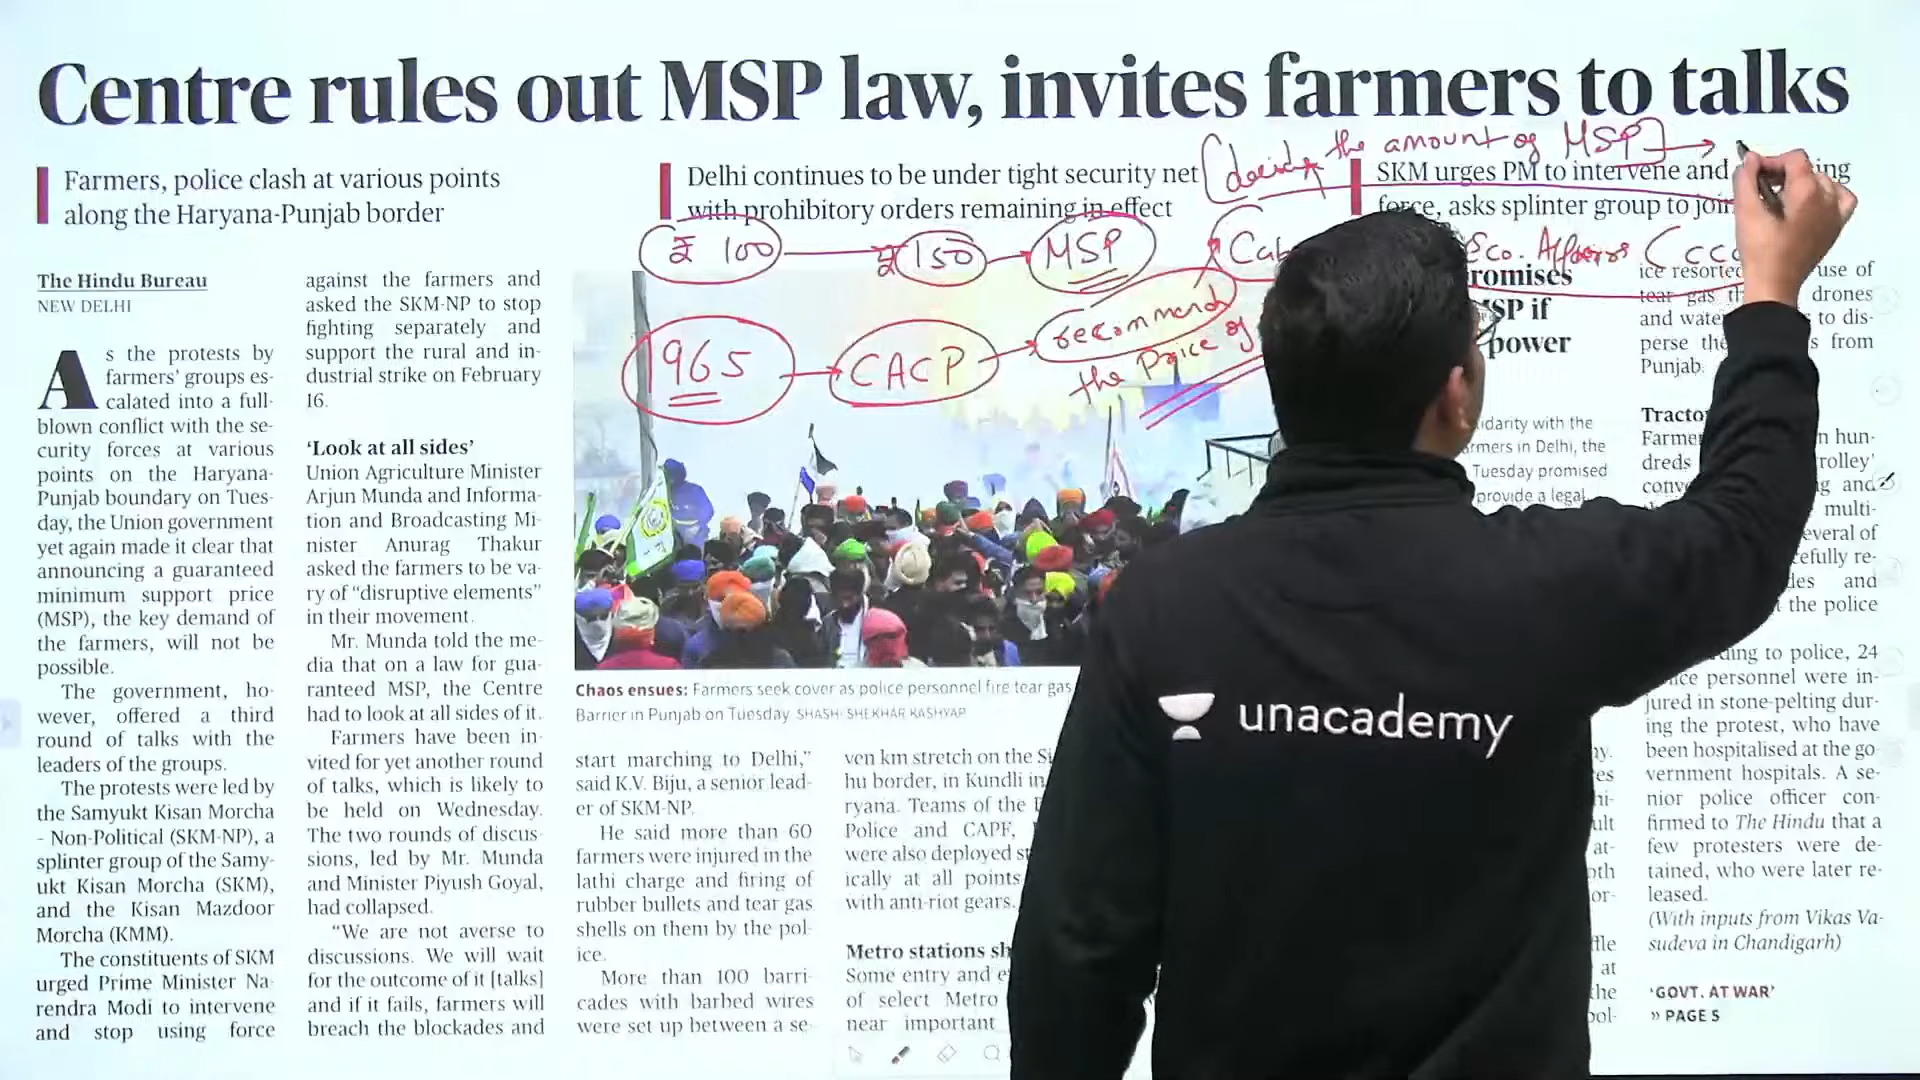 Centre rules out MSP law, invites farmers to talks
Farmers, police clash at various points
along the Haryana-Punjab border
Delhi continues to be under tight security net
with prohibitory orders remaining in effect
SKM urges PM to intervene and
force, asks splinter group to join
the amount of MSP
₹ 100
₹ 150
MSP
Eco. Affairs
1965
CACP
recommend
the Price of
The Hindu Bureau
NEW DELHI
As the protests by
farmers' groups es-
calated into a full-
blown conflict with the se-
curity forces at various
points on the Haryana-
Punjab boundary on Tues-
day, the Union government
yet again made it clear that
announcing a guaranteed
minimum support price
(MSP), the key demand of
the farmers, will not be
possible.
The government, ho-
wever, offered a third
round of talks with the
leaders of the groups.
The protests were led by
the Samyukt Kisan Morcha
- Non-Political (SKM-NP), a
splinter group of the Samy-
ukt Kisan Morcha (SKM),
and the Kisan Mazdoor
Morcha (KMM).
The constituents of SKM
urged Prime Minister Na-
rendra Modi to intervene
and stop using force
against the farmers and
asked the SKM-NP to stop
fighting separately and
support the rural and in-
dustrial strike on February
16.
'Look at all sides'
Union Agriculture Minister
Arjun Munda and Informa-
tion and Broadcasting Mi-
nister Anurag Thakur
asked the farmers to be va-
ry of "disruptive elements"
in their movement.
Mr. Munda told the me-
dia that on a law for gua-
ranteed MSP, the Centre
had to look at all sides of it.
Farmers have been in-
vited for yet another round
of talks, which is likely to
be held on Wednesday.
The two rounds of discus-
sions, led by Mr. Munda
and Minister Piyush Goyal,
had collapsed.
"We are not averse to
discussions. We will wait
for the outcome of it [talks]
and if it fails, farmers will
breach the blockades and
Chaos ensues: Farmers seek cover as police personnel fire tear gas
Barrier in Punjab on Tuesday. SHASHI SHEKHAR KASHYAP
start marching to Delhi,"
said K.V. Biju, a senior lead-
er of SKM-NP.
He said more than 60
farmers were injured in the
lathi charge and firing of
rubber bullets and tear gas
shells on them by the pol-
ice.
More than 100 barri-
cades with barbed wires
were set up between a se-
ven km stretch on the
hu border, in Kundli in
ryana. Teams of the
Police and CAPF,
were also deployed
ically at all points
with anti-riot gears.
Metro stations
Some entry and
of select Metro
near important
romises
MSP if
power
idarity with the
rmers in Delhi, the
Tuesday promised
provide a legal
ice resorted use of
tear gas drones
and to dis-
perse the from
Punjab.
Farmer hun-
dreds
multi-
everal of
efully re-
and
the police
to police, 24
personnel were in-
jured in stone-pelting dur-
ing the protest, who have
been hospitalised at the go-
vernment hospitals. A se-
nior police officer con-
firmed to The Hindu that a
few protesters were de-
tained, who were later re-
leased.
(With inputs from Vikas Va-
sudeva in Chandigarh)
'GOVT. AT WAR'
» PAGE 5
unacademy